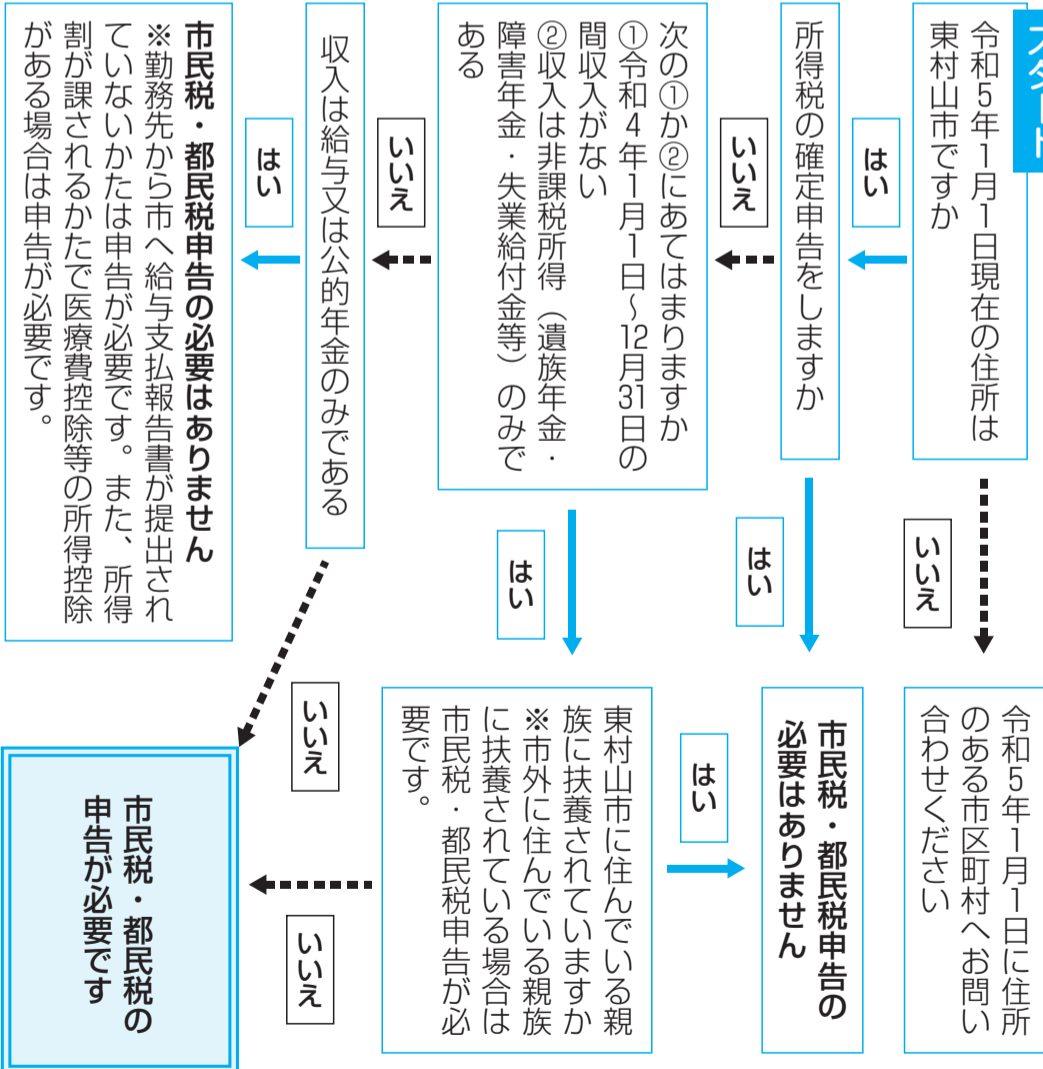 スタート
令和5年1月1日現在の住所は
東村山市ですか
いいえ
令和5年1月1日に住所
のある市区町村へお問い
合わせください
はい
所得税の確定申告をしますか
はい
市民税・都民税申告の
必要はありません
いいえ
次の①か②にあてはまりますか
①令和4年1月1日～12月31日の
間収入がない
②収入は非課税所得（遺族年金・
障害年金・失業給付金等）のみで
ある
はい
東村山市に住んでいる親
族に扶養されていますか
※市外に住んでいる親族
に扶養されている場合は
市民税・都民税申告が必
要です。
はい
いいえ
いいえ
収入は給与又は公的年金のみである
いいえ
はい
市民税・都民税申告の必要はありません
※勤務先から市へ給与支払報告書が提出され
ていないかたは申告が必要です。また、所得
割が課されるかたで医療費控除等の所得控除
がある場合は申告が必要です。
市民税・都民税の
申告が必要です